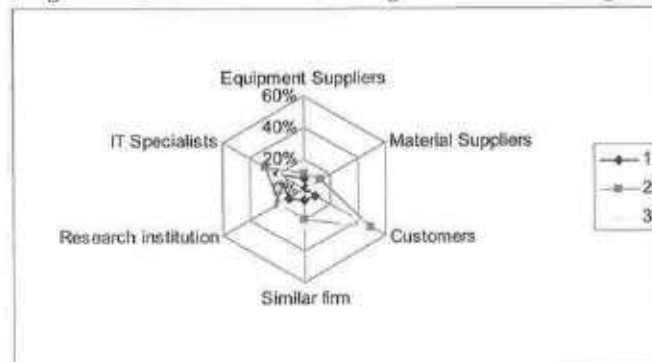 Equipment Suppliers
60%
40%
20%
IT Specialists
Material Suppliers
Research institution
Customers
Similar firm
1
2
3